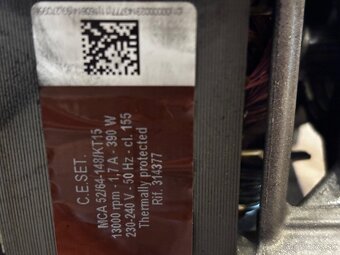 C.E.SET.
MCA 52/64-148/KT15
13000 rpm - 1,7 A - 390 W
230-240 V - 50 Hz - cl. 155
Thermally protected
Rif. 314377